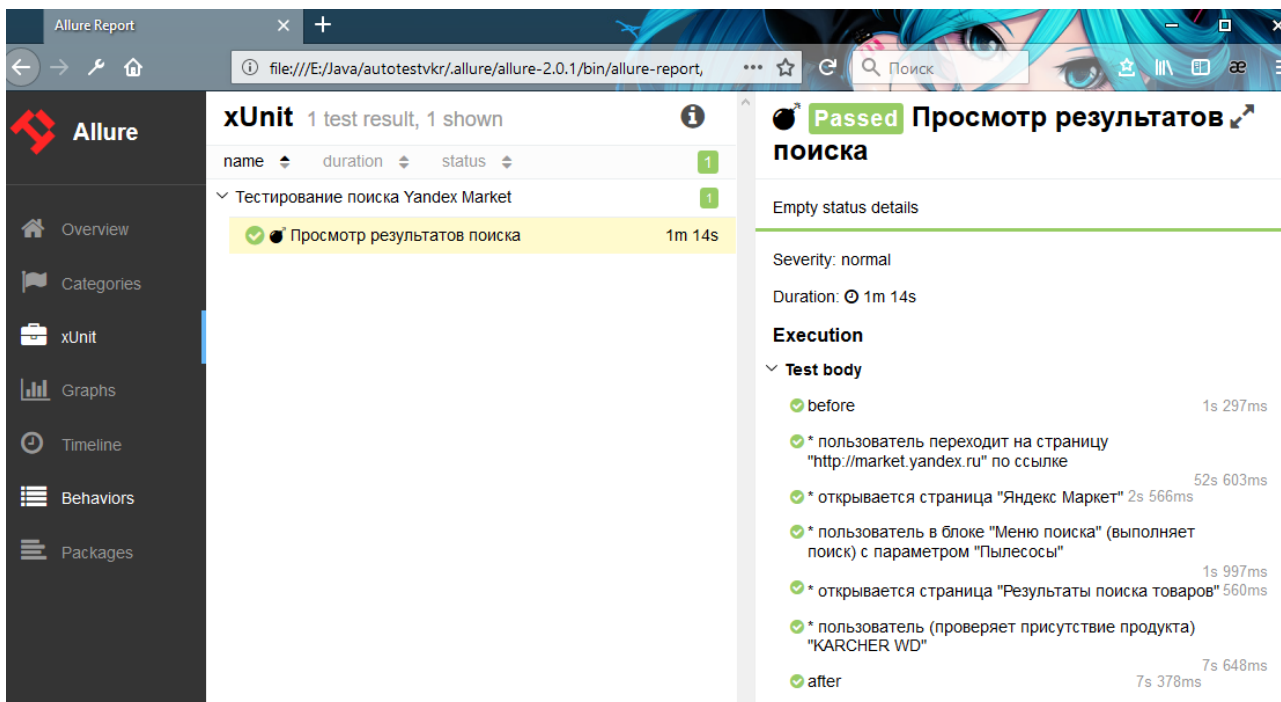 Allure Report
file:///E:/Java/autotestvkr/.allure/allure-2.0.1/bin/allure-report,
Поиск
Allure
Overview
Categories
xUnit
Graphs
Timeline
Behaviors
Packages
xUnit 1 test result, 1 shown
name duration status 1
Тестирование поиска Yandex Market 1
Просмотр результатов поиска 1m 14s
Passed Просмотр результатов
поиска
Empty status details
Severity: normal
Duration: 1m 14s
Execution
Test body
before 1s 297ms
* пользователь переходит на страницу
"http://market.yandex.ru" по ссылке
52s 603ms
* открывается страница "Яндекс Маркет" 2s 566ms
* пользователь в блоке "Меню поиска" (выполняет
поиск) с параметром "Пылесосы"
1s 997ms
* открывается страница "Результаты поиска товаров" 560ms
* пользователь (проверяет присутствие продукта)
"KARCHER WD"
7s 648ms
after 7s 378ms